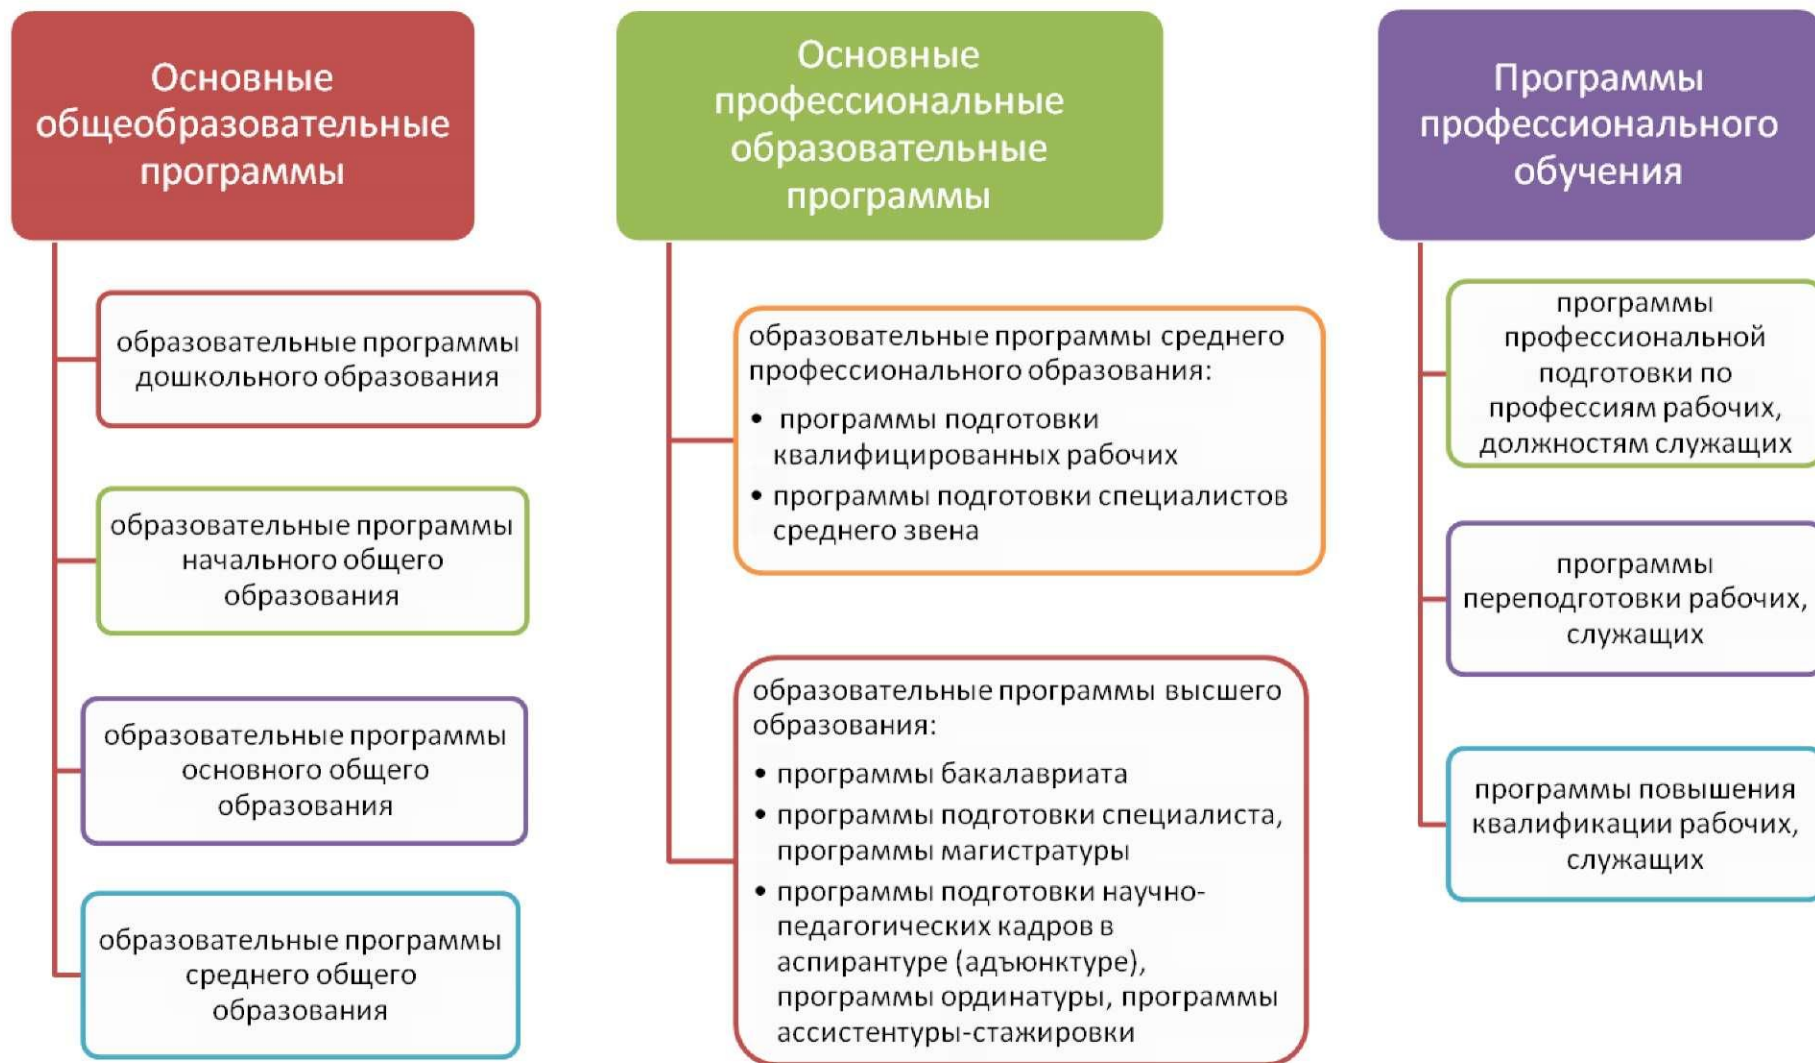 Основные
общеобразовательные
программы
образовательные программы
дошкольного образования
образовательные программы
начального общего
образования
образовательные программы
основного общего
образования
образовательные программы
среднего общего
образования
Основные
профессиональные
образовательные
программы
образовательные программы среднего
профессионального образования:
• программы подготовки
квалифицированных рабочих
• программы подготовки специалистов
среднего звена
образовательные программы высшего
образования:
• программы бакалавриата
• программы подготовки специалиста,
программы магистратуры
• программы подготовки научно-
педагогических кадров в
аспирантуре (адъюнктуре),
программы ординатуры, программы
ассистентуры-стажировки
Программы
профессионального
обучения
программы
профессиональной
подготовки по
профессиям рабочих,
должностям служащих
программы
переподготовки рабочих,
служащих
программы повышения
квалификации рабочих,
служащих